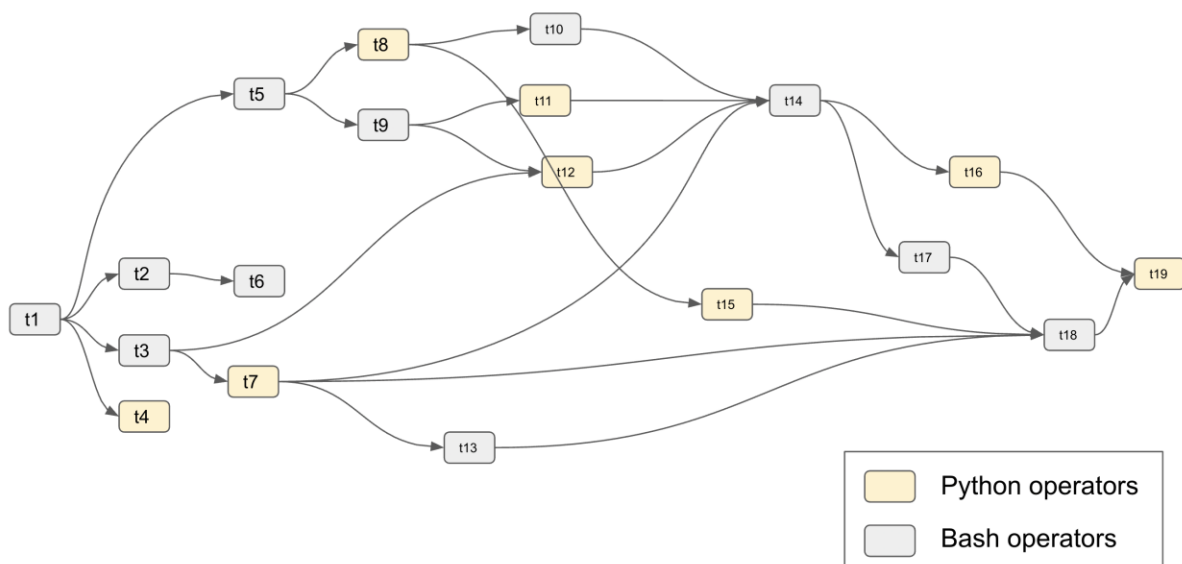 t8
t10
t5
t11
t14
t9
t12
t16
t2
t6
t17
t19
t1
t15
t3
t18
t7
t4
t13
Python operators
Bash operators